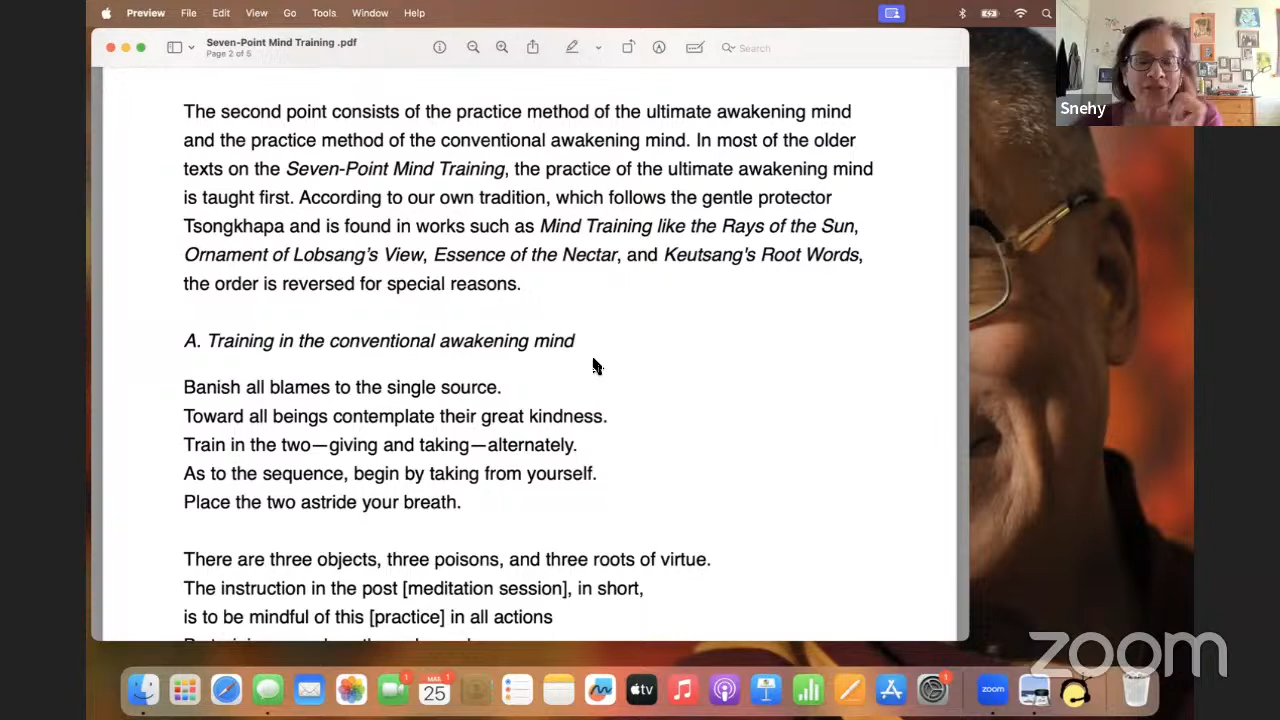 Preview File Edit View Go Tools Window Help
Seven-Point Mind Training .pdf
Page 2 of 5
Search
Snehy
The second point consists of the practice method of the ultimate awakening mind
and the practice method of the conventional awakening mind. In most of the older
texts on the Seven-Point Mind Training, the practice of the ultimate awakening mind
is taught first. According to our own tradition, which follows the gentle protector
Tsongkhapa and is found in works such as Mind Training like the Rays of the Sun,
Ornament of Lobsang's View, Essence of the Nectar, and Keutsang's Root Words,
the order is reversed for special reasons.
A. Training in the conventional awakening mind
Banish all blames to the single source.
Toward all beings contemplate their great kindness.
Train in the two—giving and taking—alternately.
As to the sequence, begin by taking from yourself.
Place the two astride your breath.
There are three objects, three poisons, and three roots of virtue.
The instruction in the post [meditation session], in short,
is to be mindful of this [practice] in all actions
zoom
MAR
25
tv
zoom
1
1
1